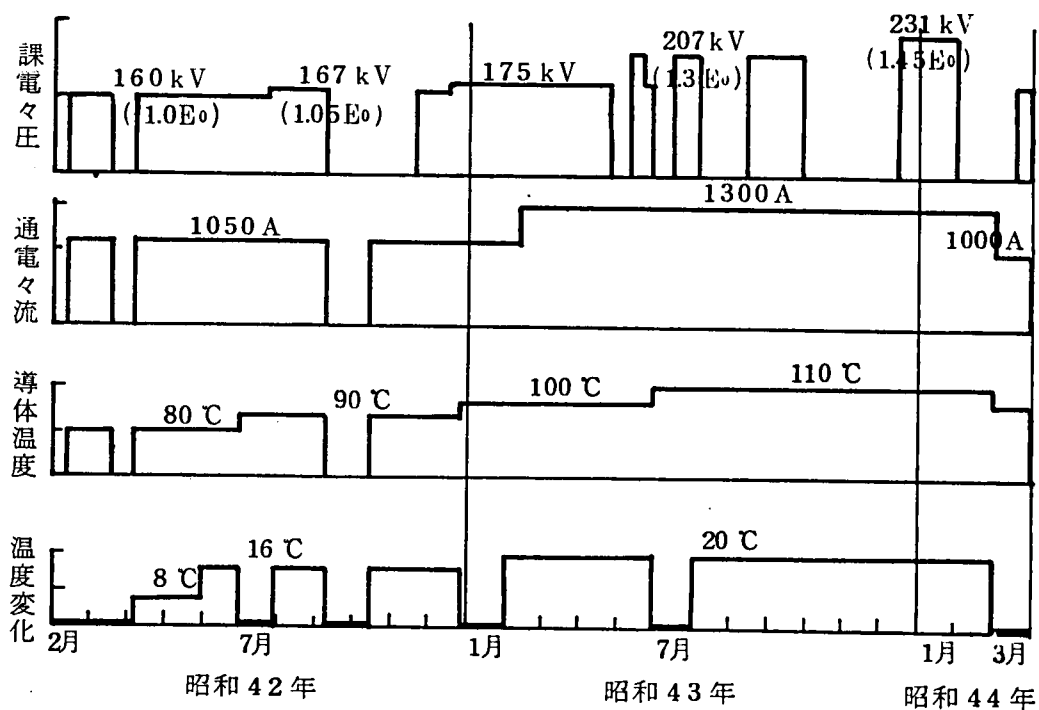 課電々圧
160 kV
(1.0E₀)
167 kV
(1.05E₀)
175 kV
207kV
(1.3E₀)
231 kV
(1.45E₀)
通電々流
1050 A
1300 A
1000A
導体温度
80 ℃
90 ℃
100 ℃
110 ℃
温度変化
8 ℃
16 ℃
20 ℃
2月
7月
1月
7月
1月
3月
昭和42年
昭和43年
昭和44年